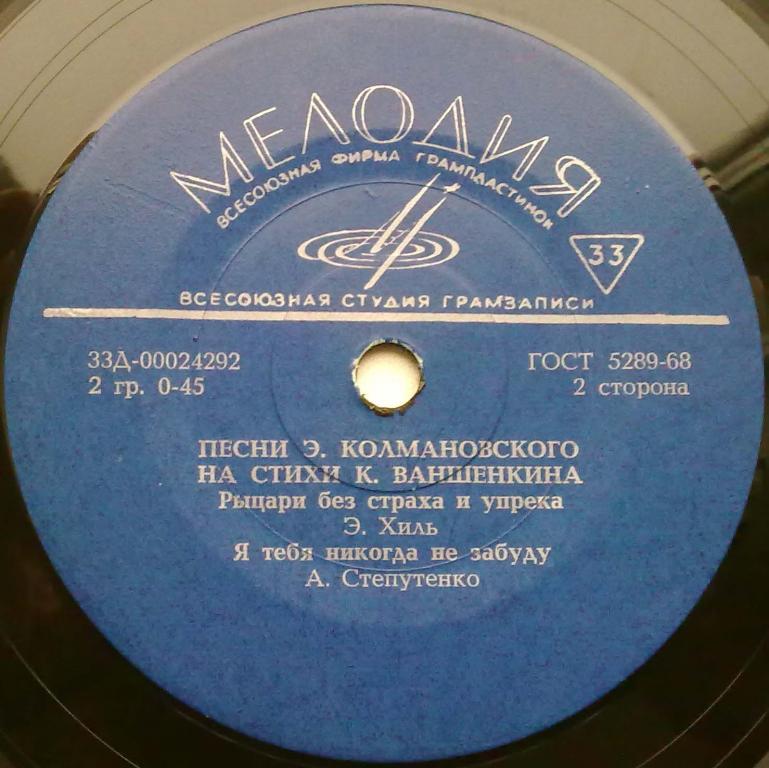 МЕЛОДИЯ
ВСЕСОЮЗНАЯ ФИРМА ГРАМПЛАСТИНОК
33
ВСЕСОЮЗНАЯ СТУДИЯ ГРАМЗАПИСИ
33Д-00024292
ГОСТ 5289-68
2 гр. 0-45
2 сторона
ПЕСНИ Э. КОЛМАНОВСКОГО
НА СТИХИ К. ВАНШЕНКИНА
Рыцари без страха и упрека
Э. Хиль
Я тебя никогда не забуду
А. Степутенко